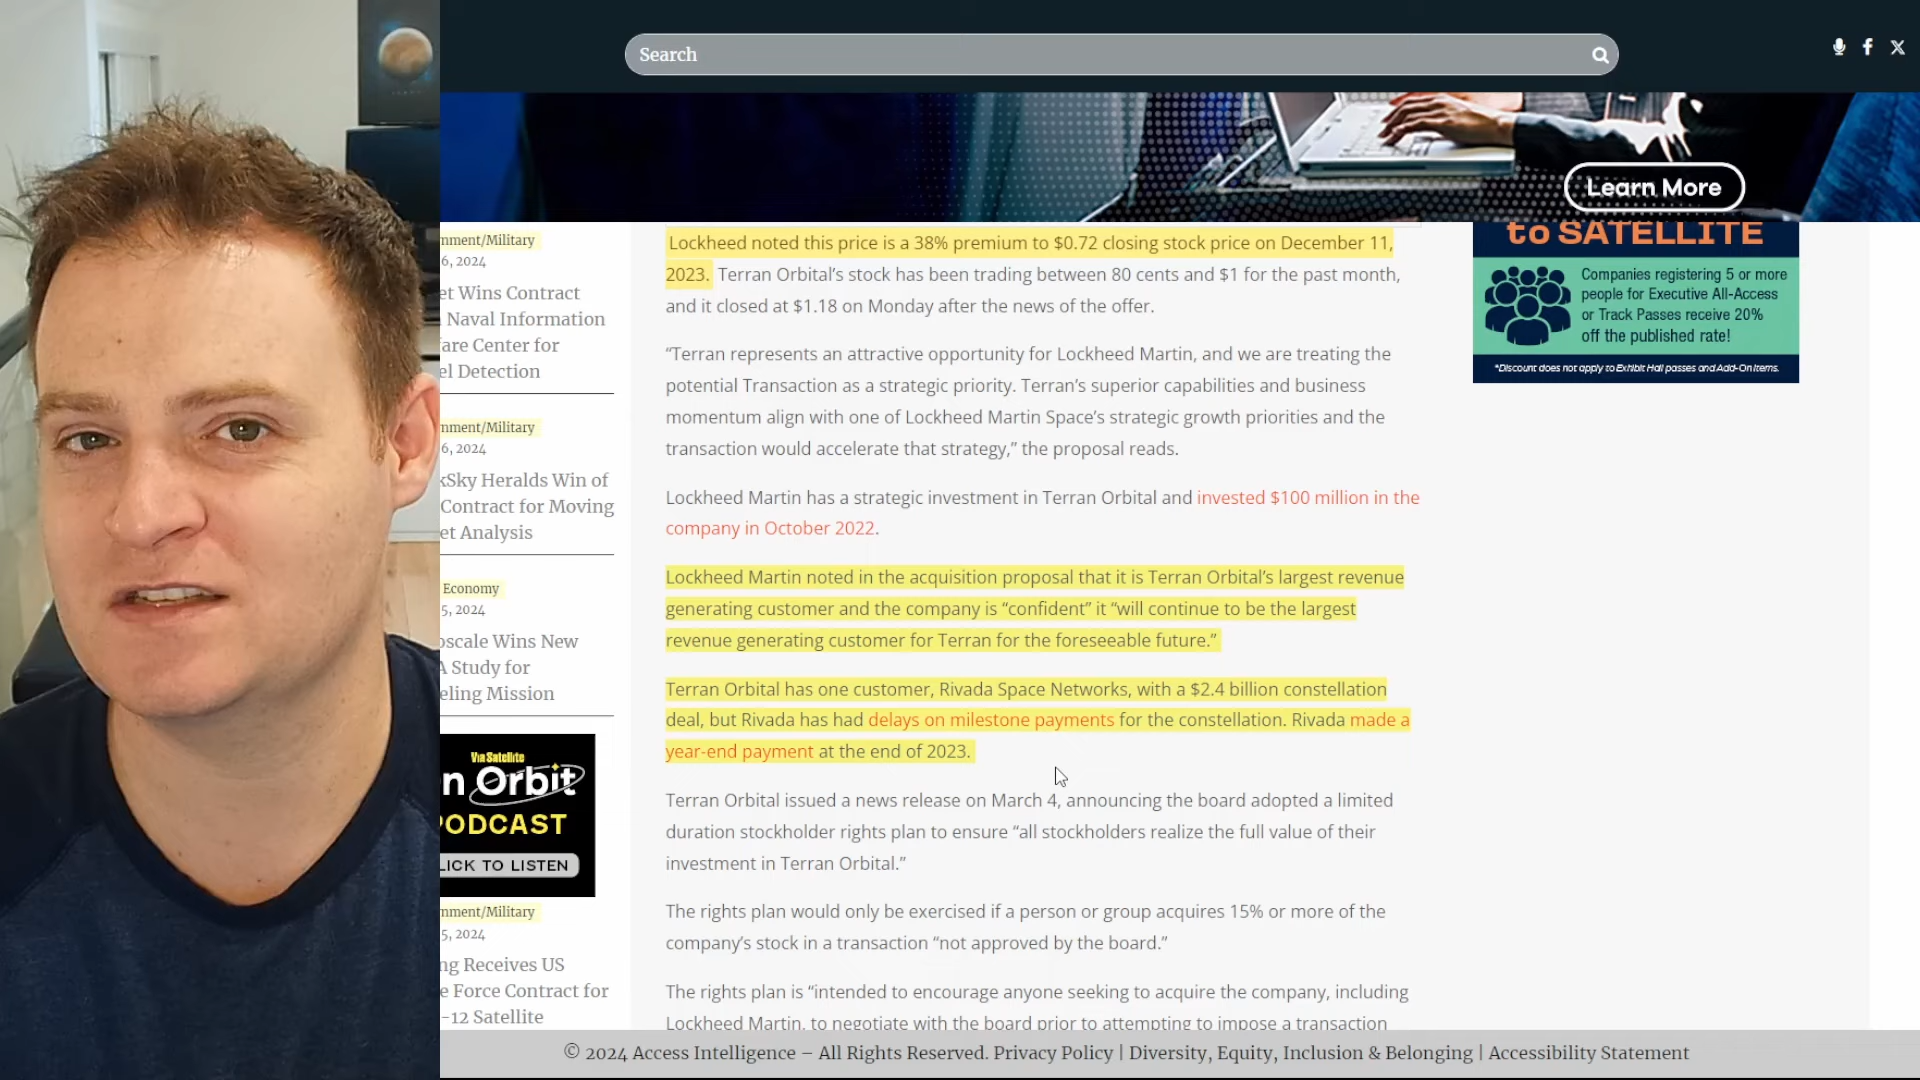 Search
Learn More
nment/Military
6, 2024
et Wins Contract
Naval Information
are Center for
el Detection
nment/Military
6, 2024
kSky Heralds Win of
Contract for Moving
et Analysis
Economy
5, 2024
oscale Wins New
A Study for
eling Mission
Via Satellite
n Orbit
PODCAST
LICK TO LISTEN
nment/Military
5, 2024
ng Receives US
e Force Contract for
-12 Satellite
Lockheed noted this price is a 38% premium to $0.72 closing stock price on December 11,
2023. Terran Orbital’s stock has been trading between 80 cents and $1 for the past month,
and it closed at $1.18 on Monday after the news of the offer.
“Terran represents an attractive opportunity for Lockheed Martin, and we are treating the
potential Transaction as a strategic priority. Terran’s superior capabilities and business
momentum align with one of Lockheed Martin Space’s strategic growth priorities and the
transaction would accelerate that strategy,” the proposal reads.
Lockheed Martin has a strategic investment in Terran Orbital and invested $100 million in the
company in October 2022.
Lockheed Martin noted in the acquisition proposal that it is Terran Orbital’s largest revenue
generating customer and the company is “confident” it “will continue to be the largest
revenue generating customer for Terran for the foreseeable future.”
Terran Orbital has one customer, Rivada Space Networks, with a $2.4 billion constellation
deal, but Rivada has had delays on milestone payments for the constellation. Rivada made a
year-end payment at the end of 2023.
Terran Orbital issued a news release on March 4, announcing the board adopted a limited
duration stockholder rights plan to ensure “all stockholders realize the full value of their
investment in Terran Orbital.”
The rights plan would only be exercised if a person or group acquires 15% or more of the
company’s stock in a transaction “not approved by the board.”
The rights plan is “intended to encourage anyone seeking to acquire the company, including
Lockheed Martin, to negotiate with the board prior to attempting to impose a transaction
to SATELLITE
Companies registering 5 or more
people for Executive All-Access
or Track Passes receive 20%
off the published rate!
*Discount does not apply to Exhibit Hall passes and Add-On items.
© 2024 Access Intelligence – All Rights Reserved. Privacy Policy | Diversity, Equity, Inclusion & Belonging | Accessibility Statement